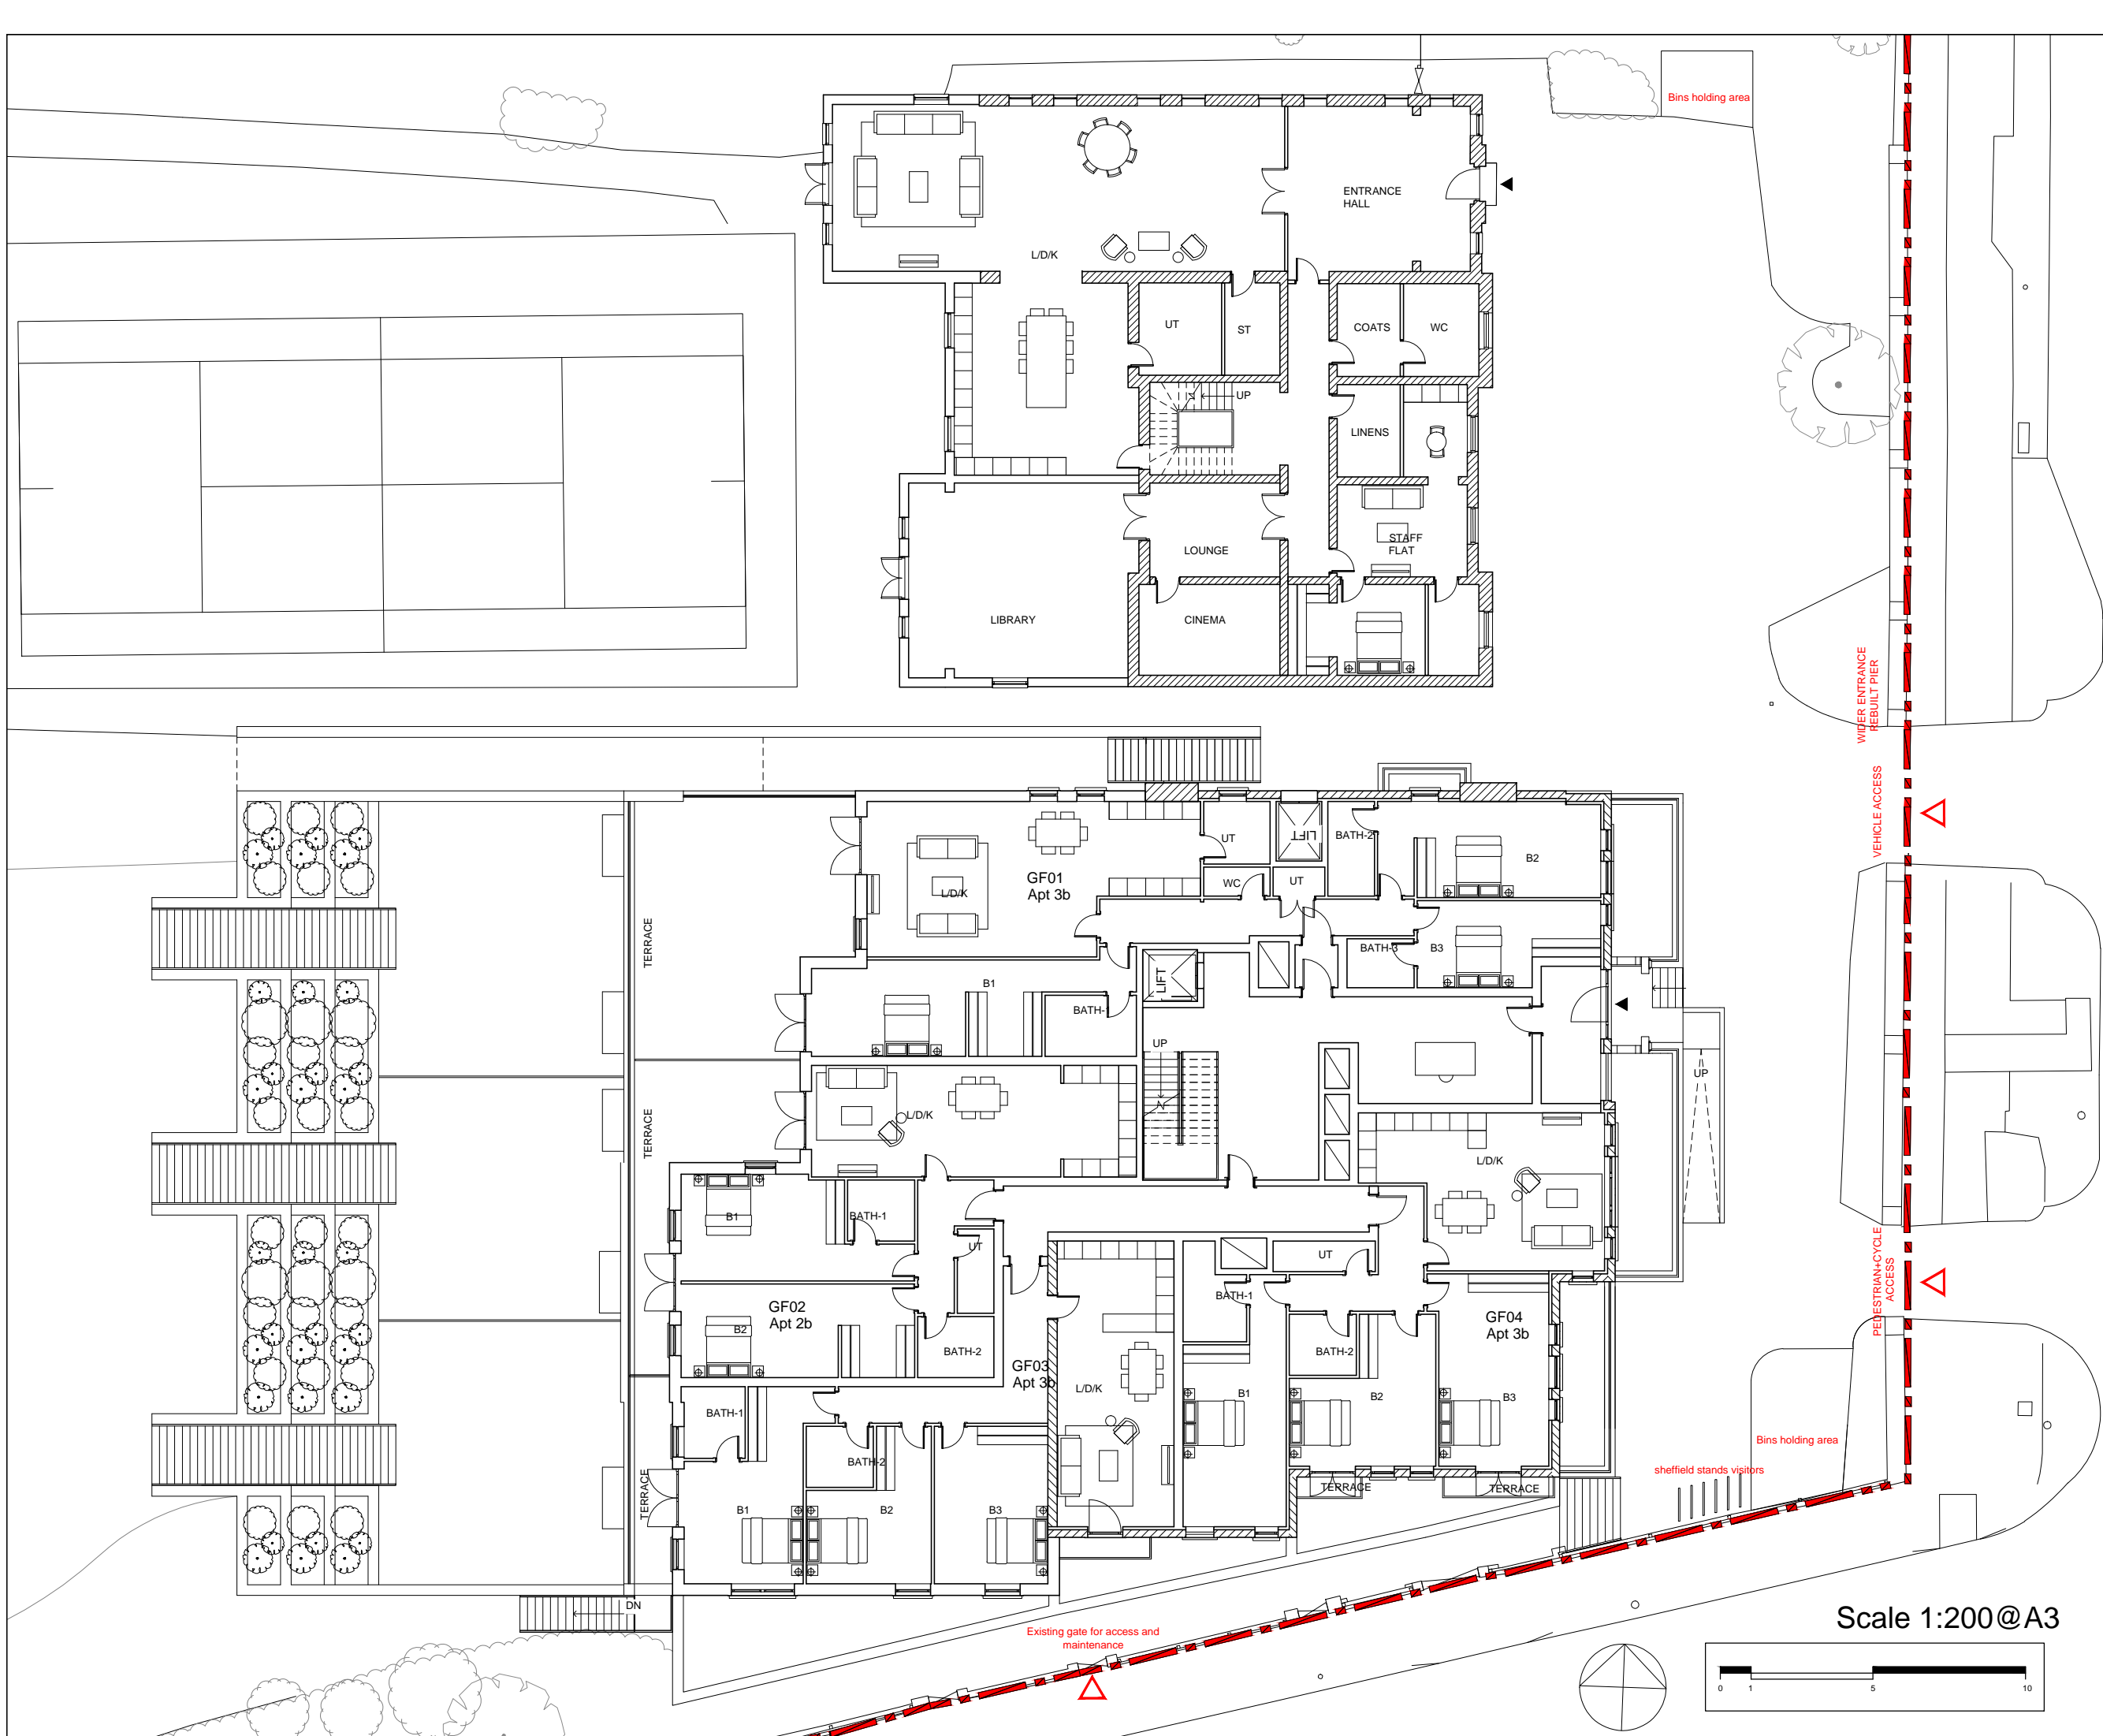 Bins holding area
ENTRANCE
HALL
L/D/K
UT
ST
COATS
WC
UP
LINENS
STAFF
FLAT
LOUNGE
LIBRARY
CINEMA
WIDER ENTRANCE
REBUILT PIER
VEHICLE ACCESS
TERRACE
L/D/K
GF01
Apt 3b
UT
LIFT
BATH-2
B2
WC
UT
BATH-3
B3
B1
BATH-
LIFT
UP
UP
TERRACE
L/D/K
L/D/K
B1
BATH-1
UT
UT
PEDESTRIAN+CYCLE
ACCESS
GF02
Apt 2b
B2
BATH-2
BATH-1
GF04
Apt 3b
BATH-2
GF03
Apt 3b
L/D/K
B1
B2
B3
BATH-1
BATH-2
TERRACE
B1
B2
B3
TERRACE
TERRACE
Bins holding area
sheffield stands visitors
DN
Existing gate for access and
maintenance
Scale 1:200@A3
0 1 5 10